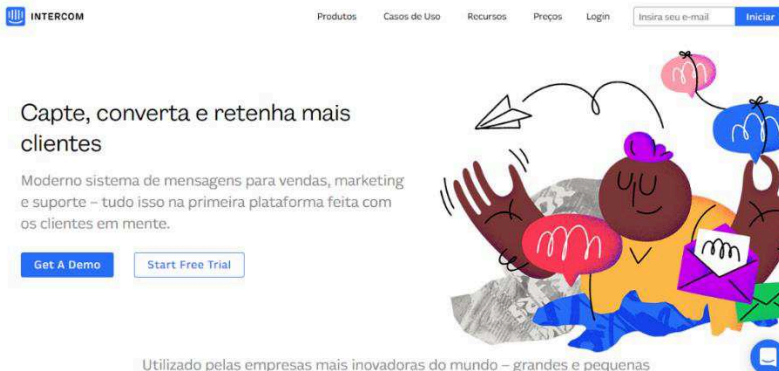 INTERCOM
Produtos Casos de Uso Recursos Preços Login Insira seu e-mail Iniciar
Capte, converta e retenha mais
clientes
Moderno sistema de mensagens para vendas, marketing
e suporte – tudo isso na primeira plataforma feita com
os clientes em mente.
Get A Demo Start Free Trial
Utilizado pelas empresas mais inovadoras do mundo – grandes e pequenas